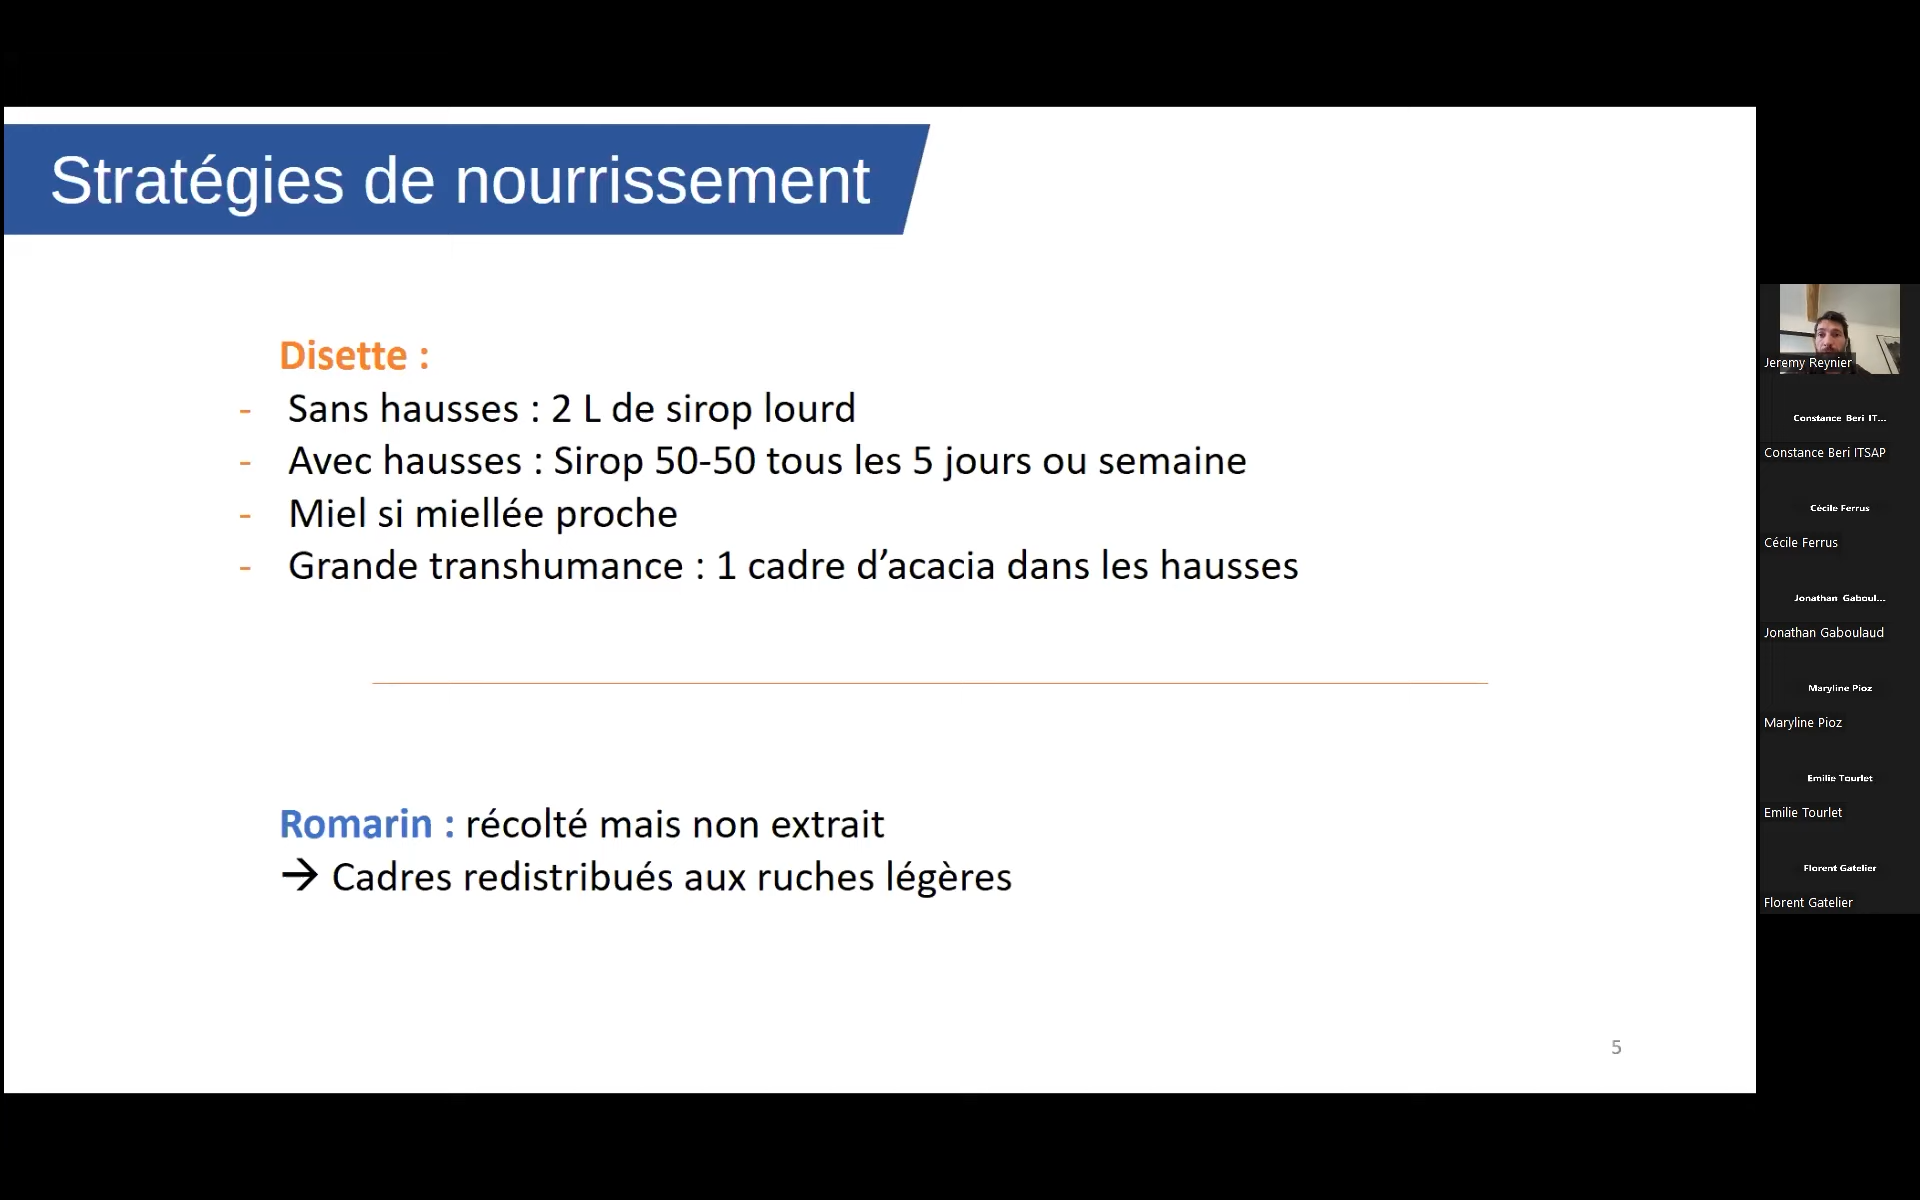 Stratégies de nourrissement
Disette :
- Sans hausses : 2 L de sirop lourd
- Avec hausses : Sirop 50-50 tous les 5 jours ou semaine
- Miel si miellée proche
- Grande transhumance : 1 cadre d’acacia dans les hausses
Romarin : récolté mais non extrait
→ Cadres redistribués aux ruches légères
5
Jeremy Reynier
Constance Beri IT...
Constance Beri ITSAP
Cécile Ferrus
Cécile Ferrus
Jonathan Gaboul...
Jonathan Gaboulaud
Maryline Pioz
Maryline Pioz
Emilie Tourlet
Emilie Tourlet
Florent Gatelier
Florent Gatelier